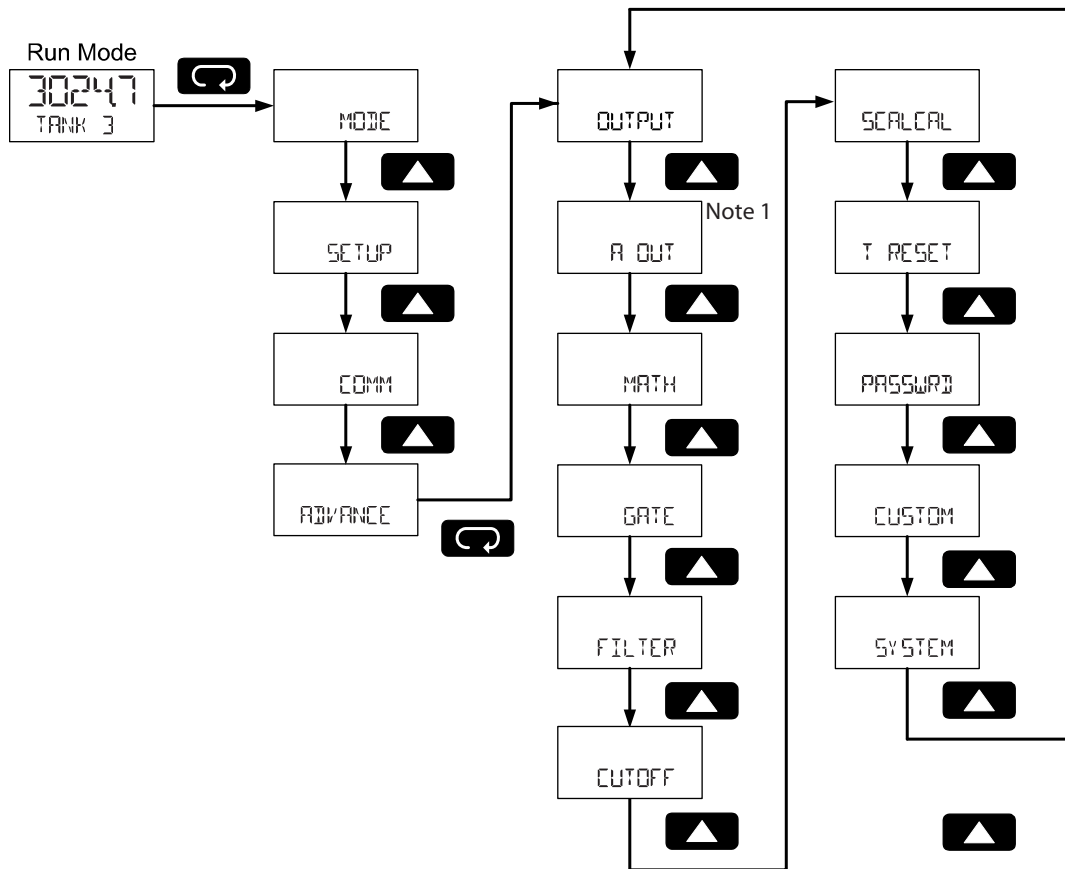 Run Mode
30247
TANK 3
MODE
SETUP
COMM
ADVANCE
OUTPUT
Note 1
A OUT
MATH
GATE
FILTER
CUTOFF
SCALCAL
T RESET
PASSWRD
CUSTOM
SYSTEM